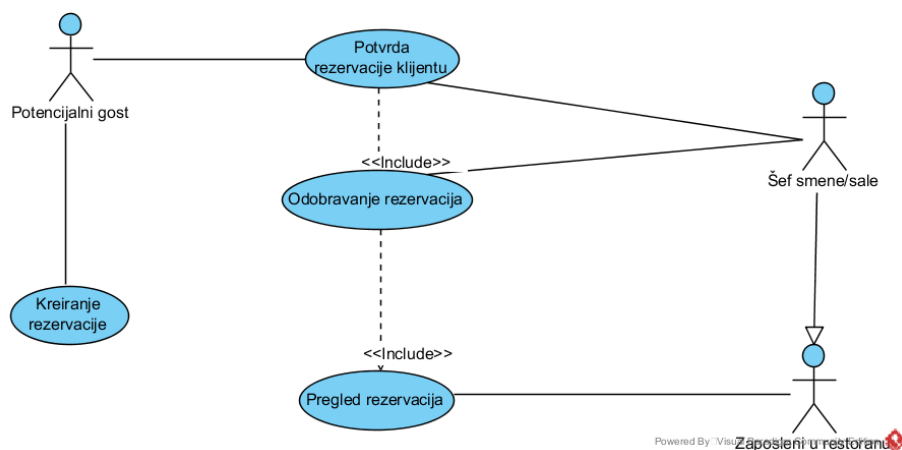 Potvrda
rezervacije klijentu
Potencijalni gost
<<Include>>
Šef smene/sale
Odobravanje rezervacija
Kreiranje
rezervacije
<<Include>>
Pregled rezervacija
Powered By
Zaposleni u restoranu